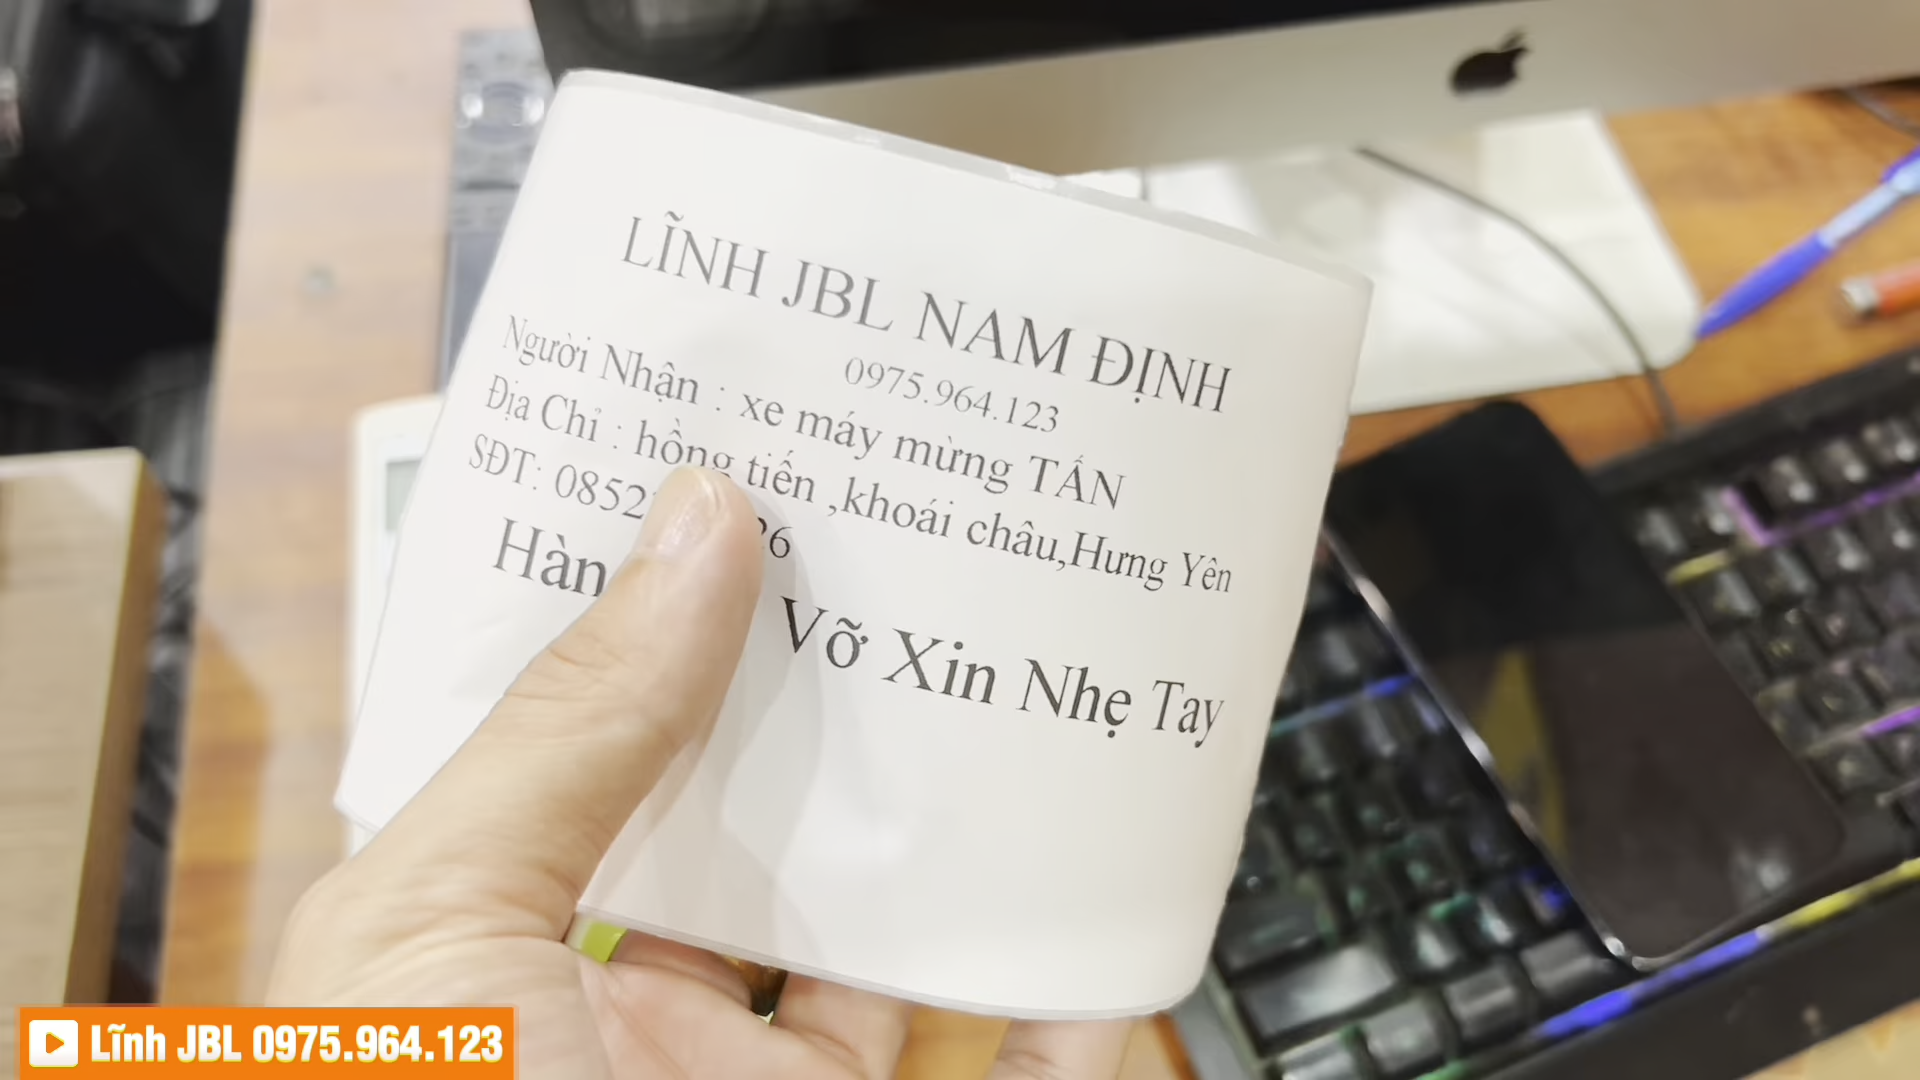 LĨNH JBL NAM ĐỊNH
0975.964.123
Người Nhận : xe máy mừng TẤN
Địa Chỉ : hồng tiến ,khoái châu,Hưng Yên
SĐT: 0852 26
Vỡ Xin Nhẹ Tay
Lĩnh JBL 0975.964.123